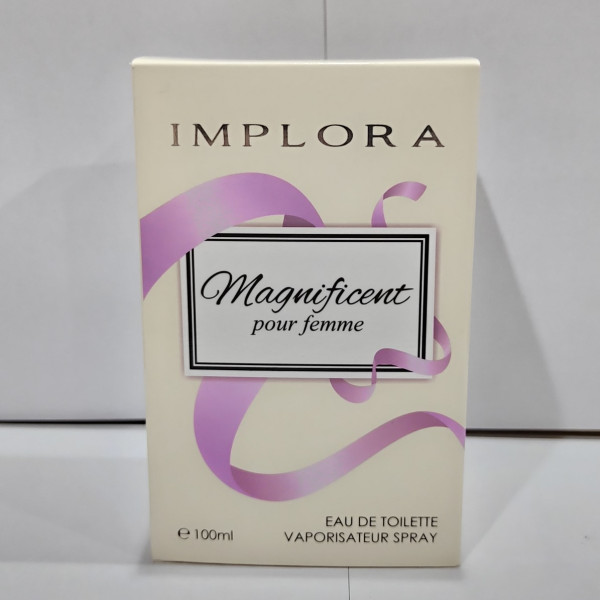 IMPLORA
Magnificent
pour femme
EAU DE TOILETTE
℮ 100ml VAPORISATEUR SPRAY